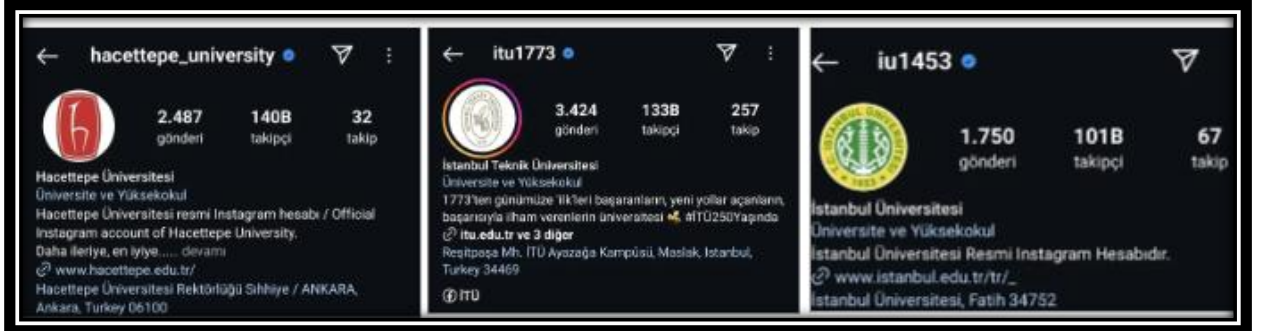 hacettepe_university
2.487 140B 32
gönderi takipçi takip
Hacettepe Üniversitesi
Üniversite ve Yüksekokul
Hacettepe Üniversitesi resmi Instagram hesabı / Official
Instagram account of Hacettepe University.
Daha ileriye, en iyiye..... devamı
www.hacettepe.edu.tr/
Hacettepe Üniversitesi Rektörlüğü Sıhhiye / ANKARA,
Ankara, Turkey 06100
itu1773
3.424 133B 257
gönderi takipçi takip
İstanbul Teknik Üniversitesi
Üniversite ve Yüksekokul
1773'ten günümüze 'ilk'leri başaranların, yeni yollar açanların,
başarısıyla ilham verenlerin üniversitesi #İTÜ250Yaşında
itu.edu.tr ve 3 diğer
Reşitpaşa Mh. İTÜ Ayazağa Kampüsü, Maslak, Istanbul,
Turkey 34469
İTÜ
iu1453
T.C. İSTANBUL ÜNİVERSİTESİ
1453
1.750 101B 67
gönderi takipçi takip
İstanbul Üniversitesi
Üniversite ve Yüksekokul
İstanbul Üniversitesi Resmi Instagram Hesabıdır.
www.istanbul.edu.tr/tr/_
İstanbul Üniversitesi, Fatih 34752